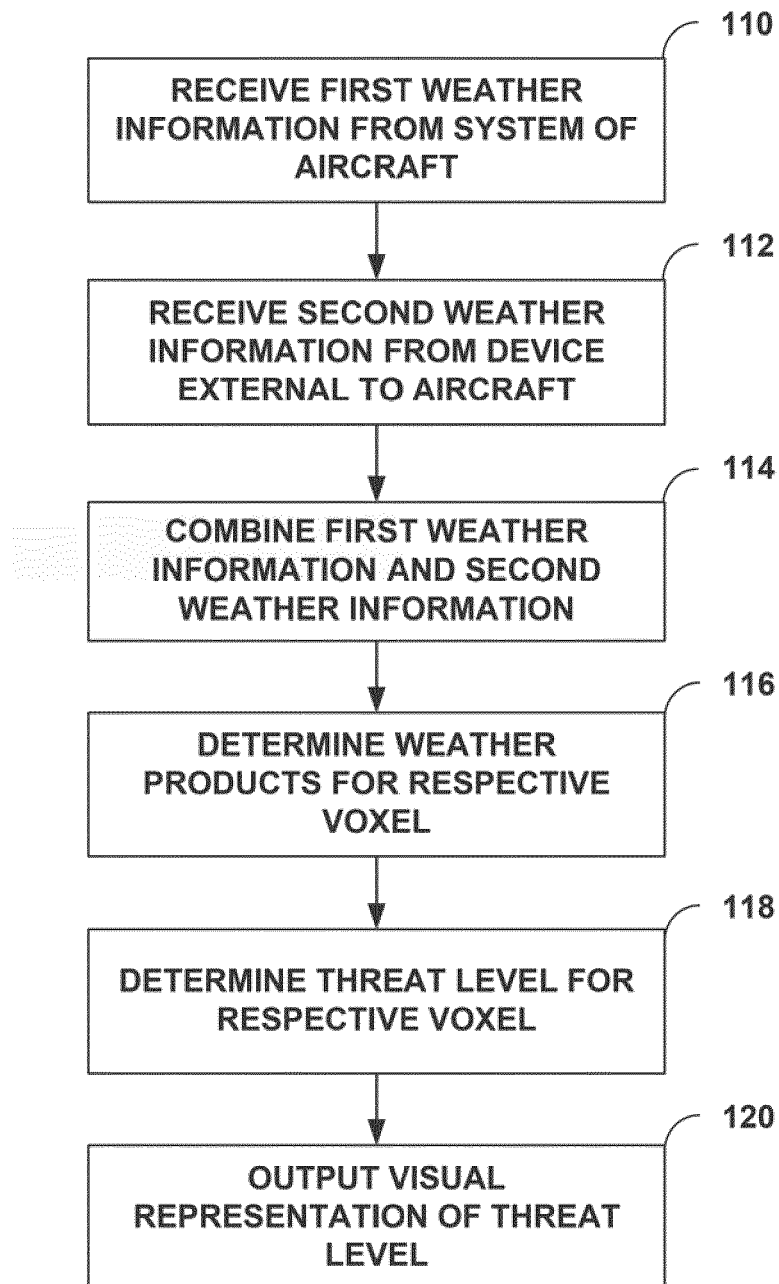 110
RECEIVE FIRST WEATHER
INFORMATION FROM SYSTEM OF
AIRCRAFT
112
RECEIVE SECOND WEATHER
INFORMATION FROM DEVICE
EXTERNAL TO AIRCRAFT
114
COMBINE FIRST WEATHER
INFORMATION AND SECOND
WEATHER INFORMATION
116
DETERMINE WEATHER
PRODUCTS FOR RESPECTIVE
VOXEL
118
DETERMINE THREAT LEVEL FOR
RESPECTIVE VOXEL
120
OUTPUT VISUAL
REPRESENTATION OF THREAT
LEVEL